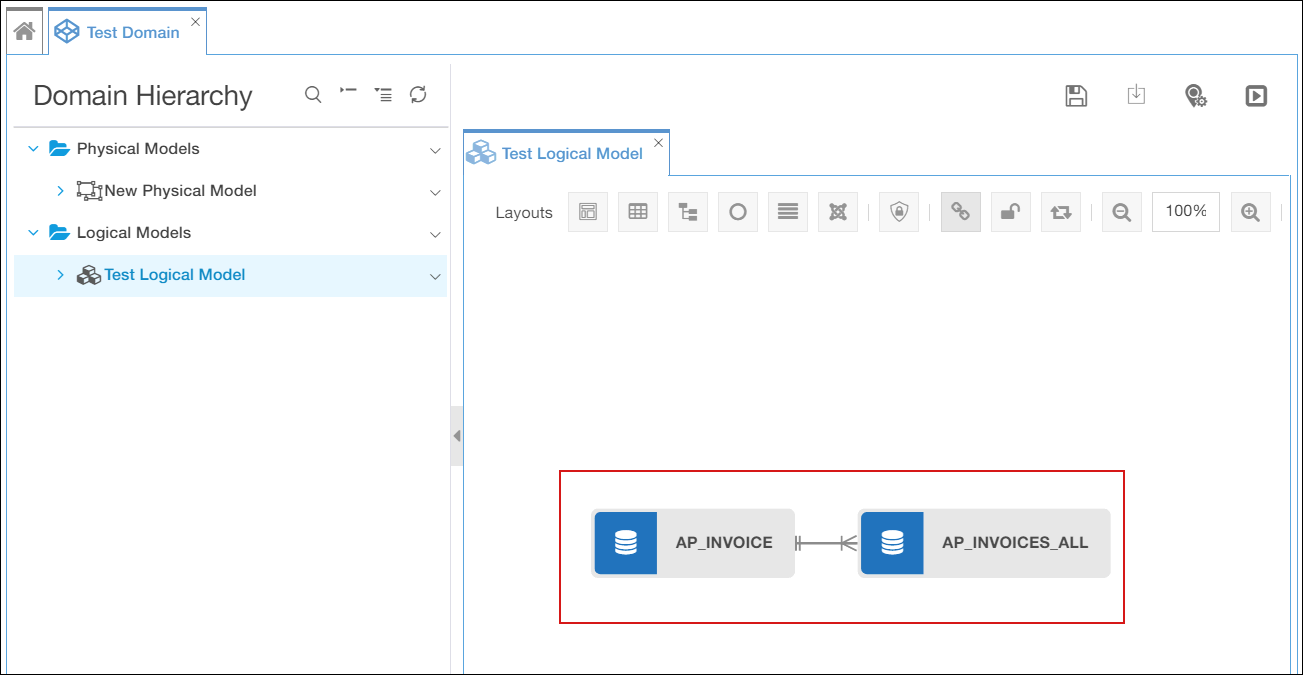 Test Domain
Domain Hierarchy
Physical Models
New Physical Model
Logical Models
Test Logical Model
Test Logical Model
Layouts
100%
AP_INVOICE
AP_INVOICES_ALL